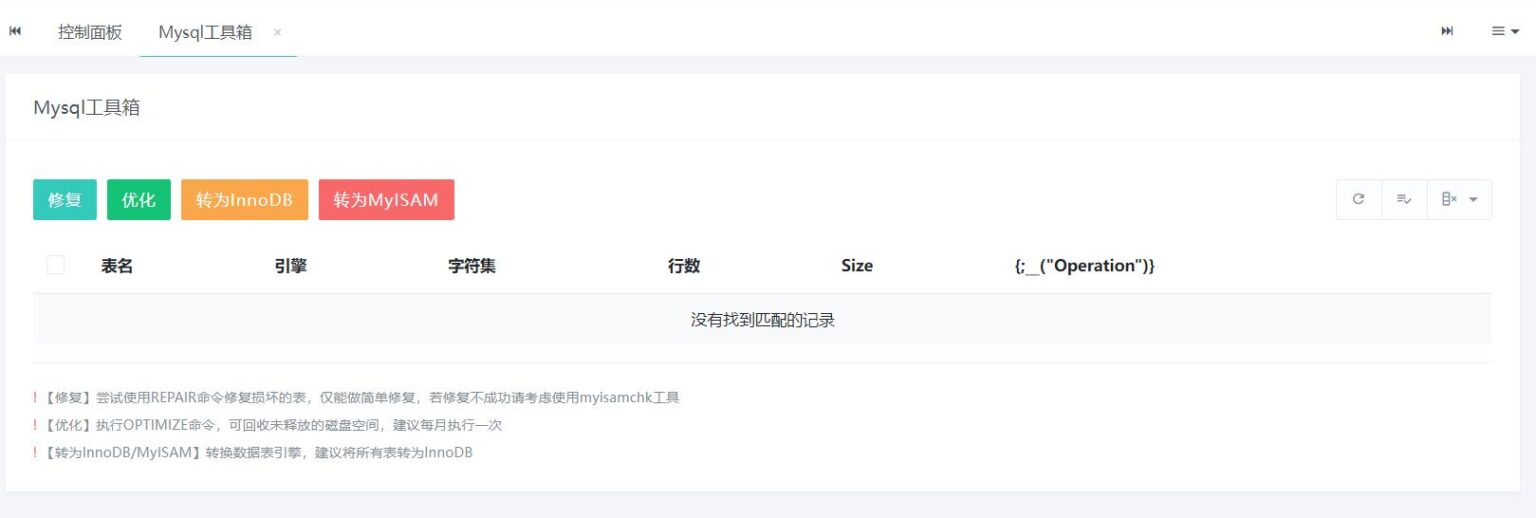 控制面板 Mysql工具箱 ×
Mysql工具箱
修复 优化 转为InnoDB 转为MyISAM
表名 引擎 字符集 行数 Size {;__("Operation")}
没有找到匹配的记录
! 【修复】尝试使用REPAIR命令修复损坏的表，仅能做简单修复，若修复不成功请考虑使用myisamchk工具
! 【优化】执行OPTIMIZE命令，可回收未释放的磁盘空间，建议每月执行一次
! 【转为InnoDB/MyISAM】转换数据表引擎，建议将所有表转为InnoDB